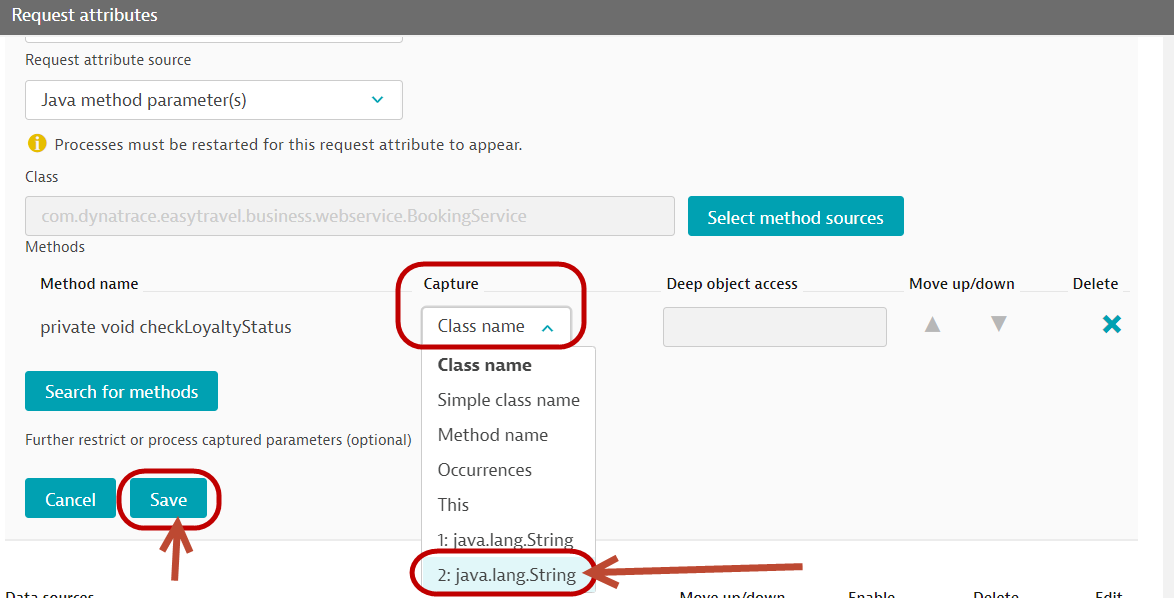 Request attributes
Request attribute source
Java method parameter(s)
Processes must be restarted for this request attribute to appear.
Class
com.dynatrace.easytravel.business.webservice.BookingService
Select method sources
Methods
Method name Capture Deep object access Move up/down Delete
private void checkLoyaltyStatus Class name
Class name
Search for methods
Simple class name
Method name
Further restrict or process captured parameters (optional)
Occurrences
Cancel Save
This
1: java.lang.String
2: java.lang.String
Data sources Move up/down Enable Delete Edit